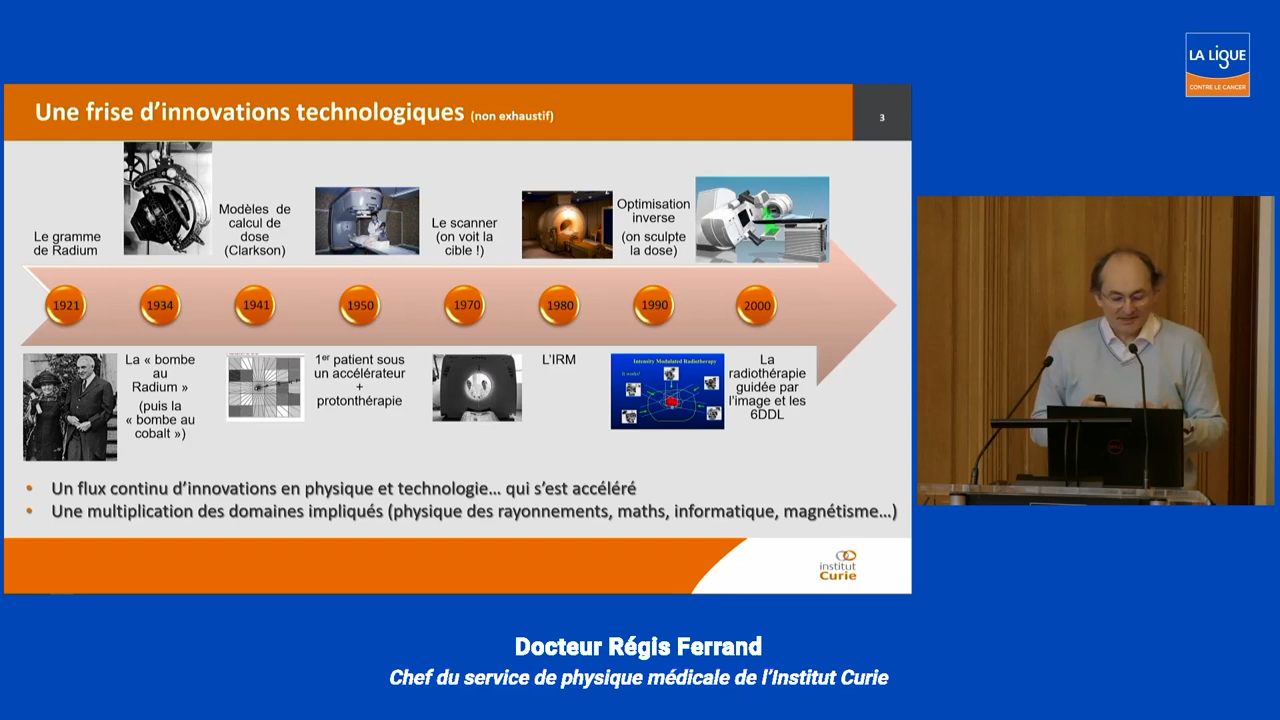 LA LIGUE
CONTRE LE CANCER
Une frise d’innovations technologiques (non exhaustif)
3
Le gramme
de Radium
Modèles de
calcul de
dose
(Clarkson)
Le scanner
(on voit la
cible !)
Optimisation
inverse
(on sculpte
la dose)
1921
1934
1941
1950
1970
1980
1990
2000
La « bombe
au
Radium »
(puis la
« bombe au
cobalt »)
1er patient sous
un accélérateur
+
protonthérapie
L’IRM
Intensity Modulated Radiotherapy
It works!
La
radiothérapie
guidée par
l’image et les
6DDL
• Un flux continu d’innovations en physique et technologie… qui s’est accéléré
• Une multiplication des domaines impliqués (physique des rayonnements, maths, informatique, magnétisme…)
institut
Curie
Docteur Régis Ferrand
Chef du service de physique médicale de l’Institut Curie